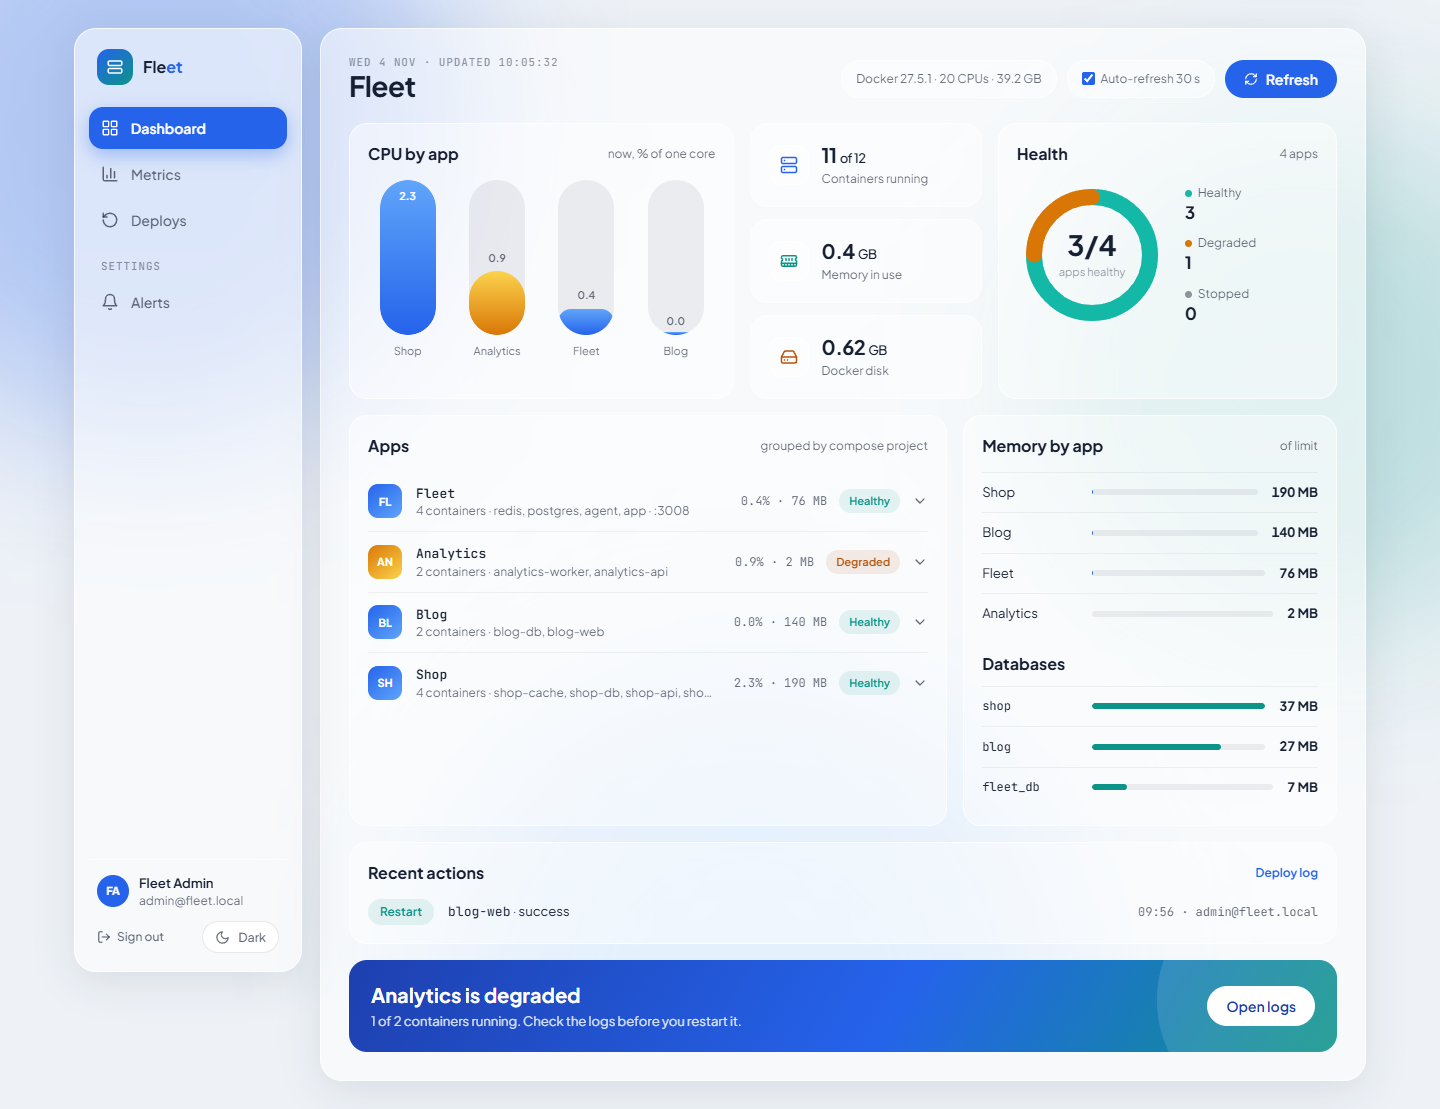 Fleet
Dashboard
Metrics
Deploys
SETTINGS
Alerts
FA
Fleet Admin
admin@fleet.local
Sign out
Dark
WED 4 NOV · UPDATED 10:05:32
Fleet
Docker 27.5.1 · 20 CPUs · 39.2 GB
Auto-refresh 30 s
Refresh
CPU by app
now, % of one core
2.3
0.9
0.4
0.0
Shop
Analytics
Fleet
Blog
11 of 12
Containers running
0.4 GB
Memory in use
0.62 GB
Docker disk
Health
4 apps
3/4
apps healthy
Healthy
3
Degraded
1
Stopped
0
Apps
grouped by compose project
FL
Fleet
4 containers · redis, postgres, agent, app · :3008
0.4% · 76 MB
Healthy
AN
Analytics
2 containers · analytics-worker, analytics-api
0.9% · 2 MB
Degraded
BL
Blog
2 containers · blog-db, blog-web
0.0% · 140 MB
Healthy
SH
Shop
4 containers · shop-cache, shop-db, shop-api, sho...
2.3% · 190 MB
Healthy
Memory by app
of limit
Shop
190 MB
Blog
140 MB
Fleet
76 MB
Analytics
2 MB
Databases
shop
37 MB
blog
27 MB
fleet_db
7 MB
Recent actions
Deploy log
Restart
blog-web · success
09:56 · admin@fleet.local
Analytics is degraded
1 of 2 containers running. Check the logs before you restart it.
Open logs